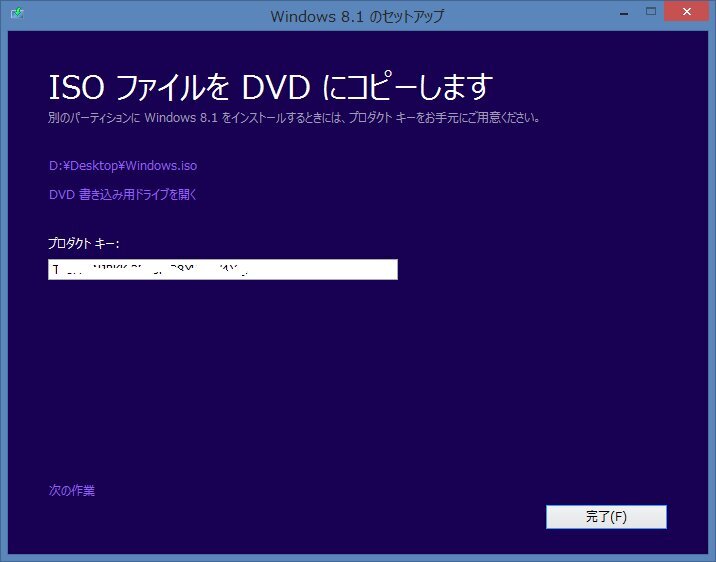 Windows 8.1 のセットアップ
ISO ファイルを DVD にコピーします
別のパーティションに Windows 8.1 をインストールするときには、プロダクト キーをお手元にご用意ください。
D:¥Desktop¥Windows.iso
DVD 書き込み用ドライブを開く
プロダクト キー:
次の作業
完了(F)